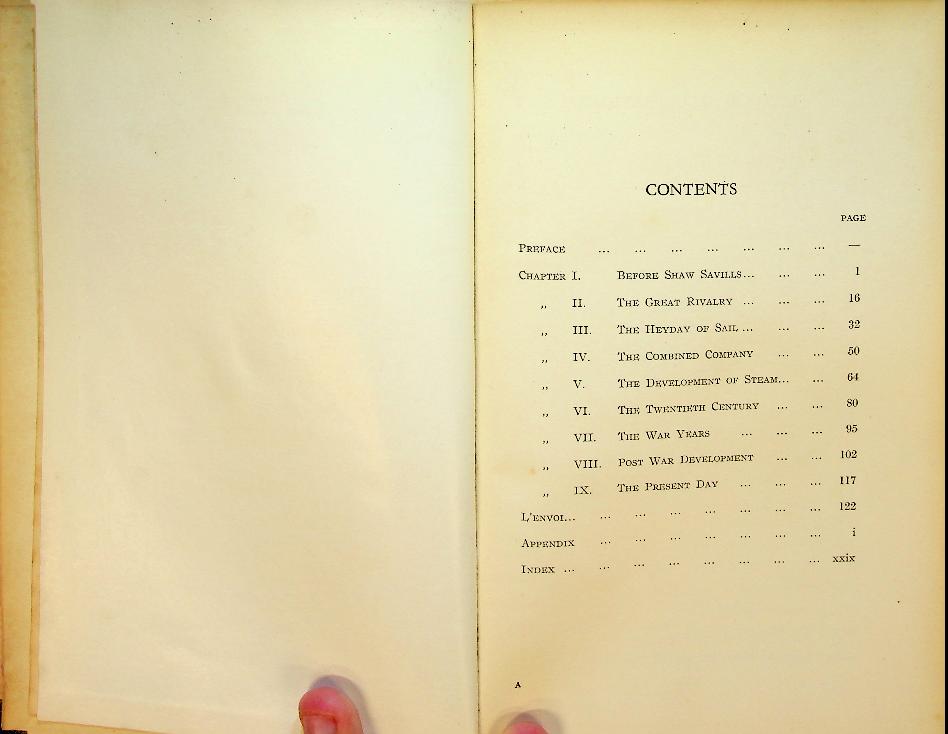 CONTENTS
PAGE
PREFACE ... ... ... ... ... ... ... —
CHAPTER I. BEFORE SHAW SAVILLS... ... ... 1
„ II. THE GREAT RIVALRY ... ... ... 16
„ III. THE HEYDAY OF SAIL ... ... ... 32
„ IV. THE COMBINED COMPANY ... ... 50
„ V. THE DEVELOPMENT OF STEAM... ... 64
„ VI. THE TWENTIETH CENTURY ... ... 80
„ VII. THE WAR YEARS ... ... ... 95
„ VIII. POST WAR DEVELOPMENT ... ... 102
„ IX. THE PRESENT DAY ... ... ... 117
L'ENVOI... ... ... ... ... ... ... ... 122
APPENDIX ... ... ... ... ... ... ... i
INDEX ... ... ... ... ... ... ... ... xxix
A